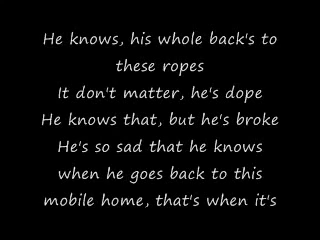 He knows, his whole back's to
these ropes
It don't matter, he's dope
He knows that, but he's broke
He's so sad that he knows
when he goes back to this
mobile home, that's when it's